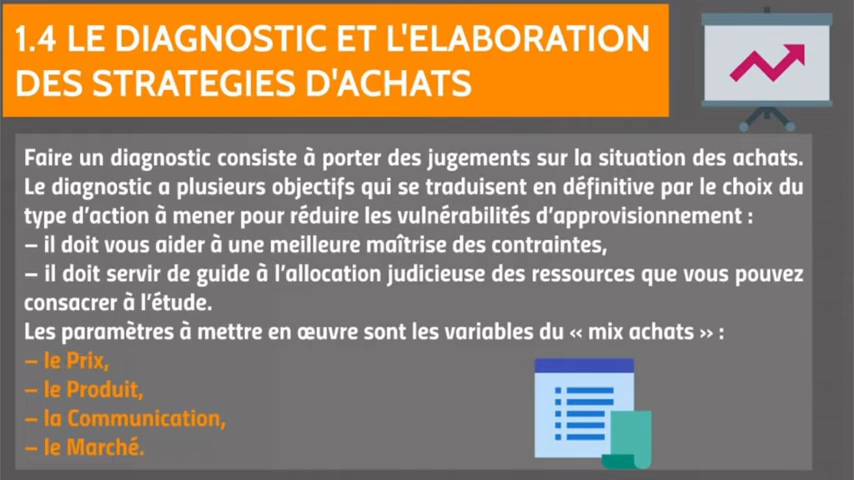 1.4 LE DIAGNOSTIC ET L'ELABORATION
DES STRATEGIES D'ACHATS
Faire un diagnostic consiste à porter des jugements sur la situation des achats.
Le diagnostic a plusieurs objectifs qui se traduisent en définitive par le choix du
type d’action à mener pour réduire les vulnérabilités d’approvisionnement :
– il doit vous aider à une meilleure maîtrise des contraintes,
– il doit servir de guide à l’allocation judicieuse des ressources que vous pouvez
consacrer à l’étude.
Les paramètres à mettre en œuvre sont les variables du « mix achats » :
– le Prix,
– le Produit,
– la Communication,
– le Marché.